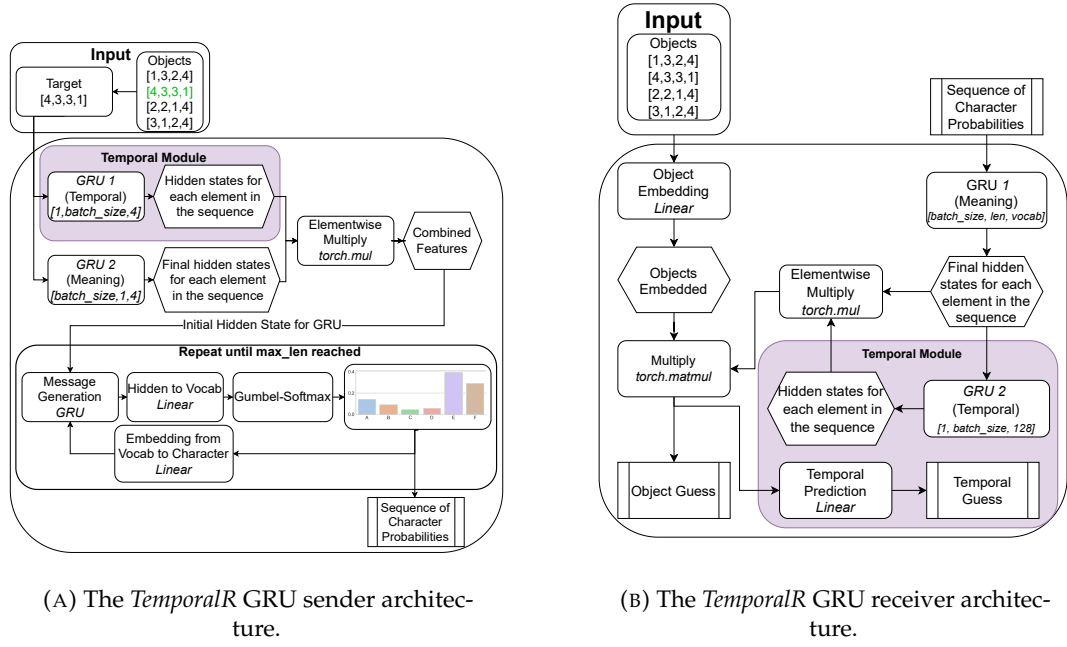 Input
Target
[4,3,3,1]
Objects
[1,3,2,4]
[4,3,3,1]
[2,2,1,4]
[3,1,2,4]
Temporal Module
GRU 1
(Temporal)
[1,batch_size,4]
Hidden states for
each element in
the sequence
GRU 2
(Meaning)
[batch_size,1,4]
Final hidden states
for each element
in the sequence
Elementwise
Multiply
torch.mul
Combined
Features
Initial Hidden State for GRU
Repeat until max_len reached
Message
Generation
GRU
Hidden to Vocab
Linear
Gumbel-Softmax
0.4
0.2
0.0
A B C D E F
Embedding from
Vocab to Character
Linear
Sequence of
Character
Probabilities
(A) The TemporalR GRU sender architec-
ture.
Input
Objects
[1,3,2,4]
[4,3,3,1]
[2,2,1,4]
[3,1,2,4]
Sequence of
Character
Probabilities
Object
Embedding
Linear
GRU 1
(Meaning)
[batch_size, len, vocab]
Objects
Embedded
Elementwise
Multiply
torch.mul
Final hidden
states for each
element in the
sequence
Multiply
torch.matmul
Temporal Module
Hidden states for
each element in
the sequence
GRU 2
(Temporal)
[1, batch_size, 128]
Object Guess
Temporal
Prediction
Linear
Temporal
Guess
(B) The TemporalR GRU receiver architec-
ture.